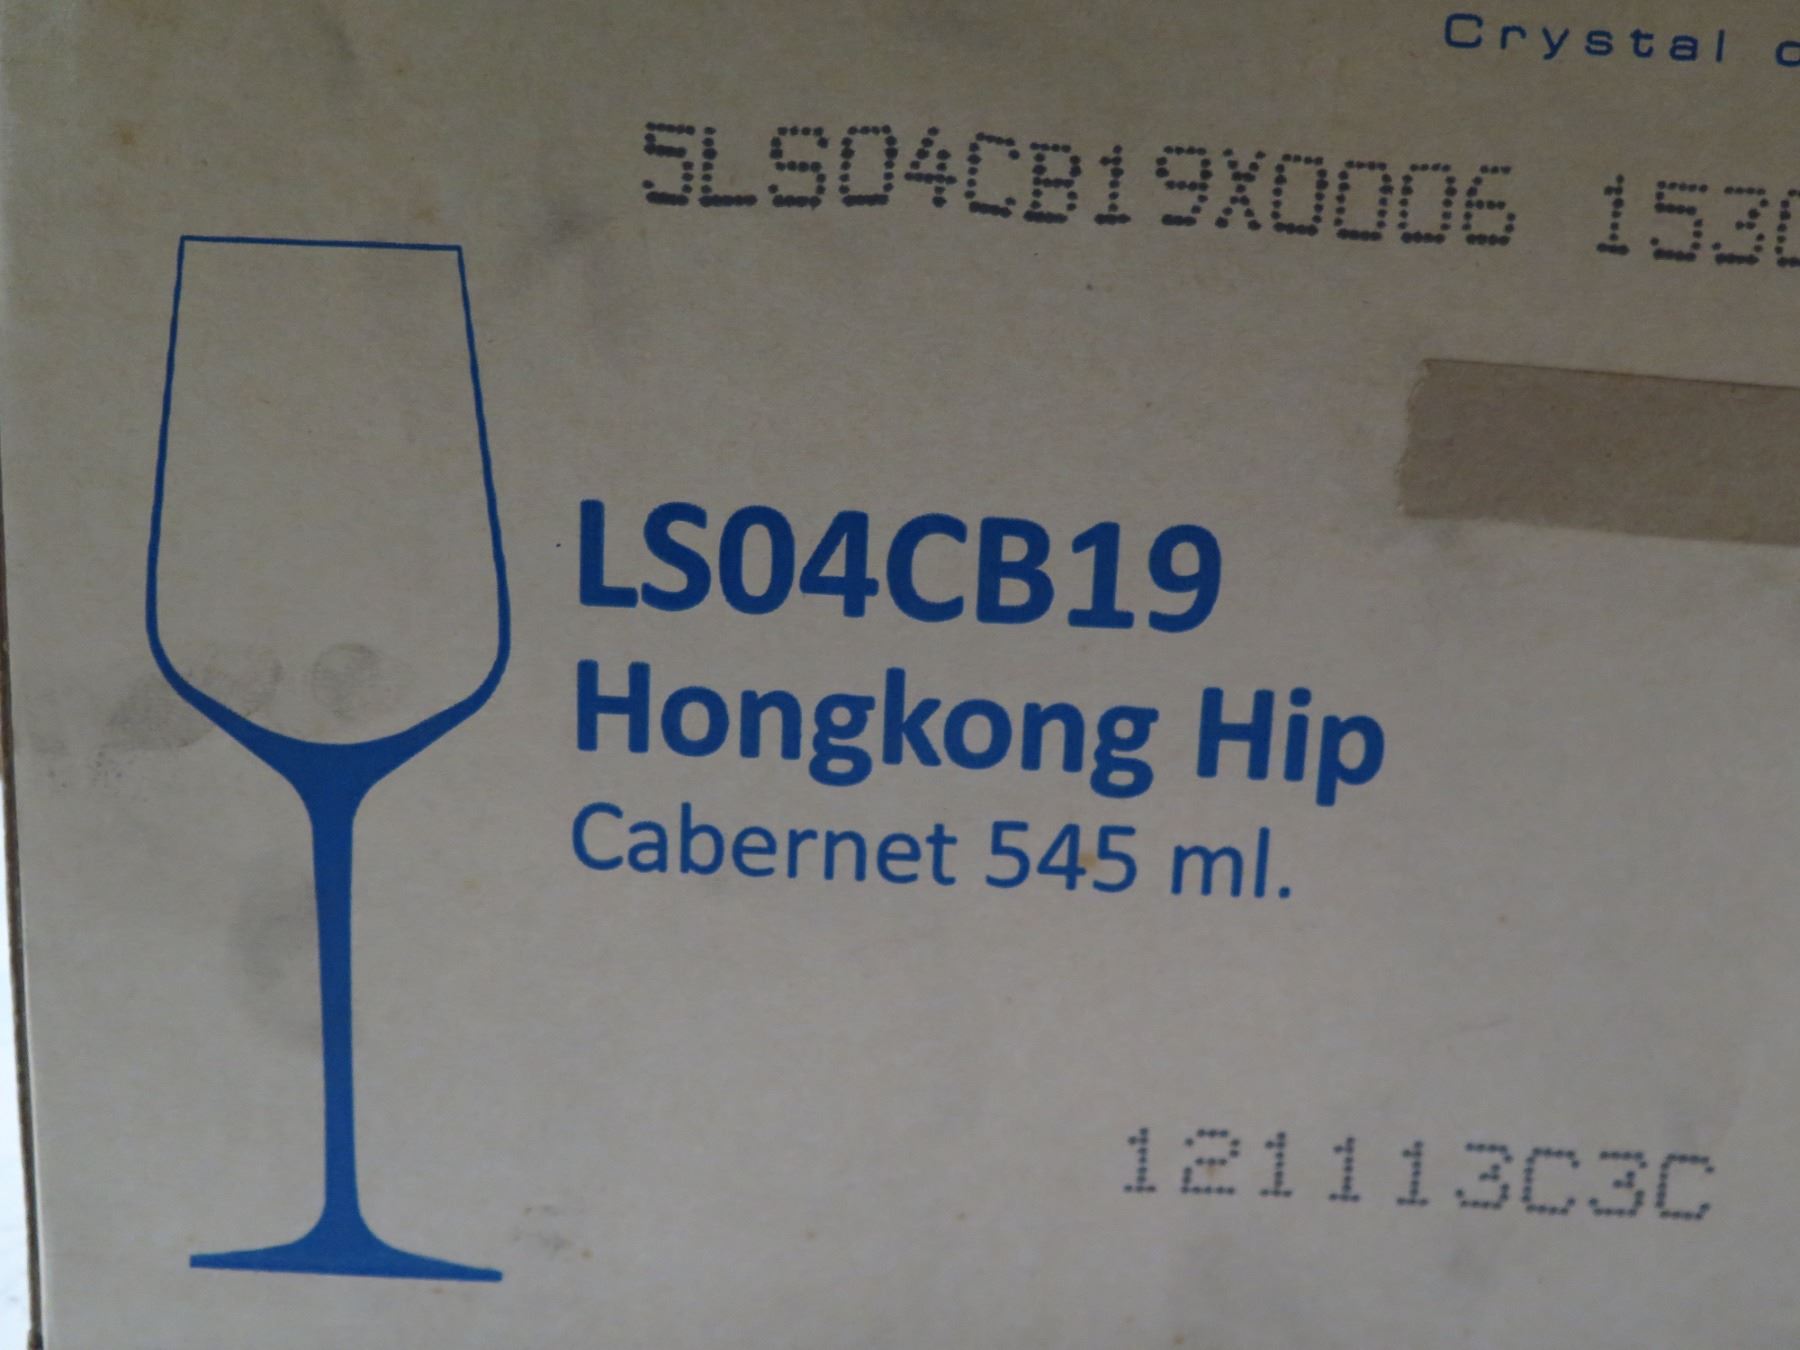 Crystal
5LS04CB19X0006 153
LS04CB19
Hongkong Hip
Cabernet 545 ml.
121113C3C